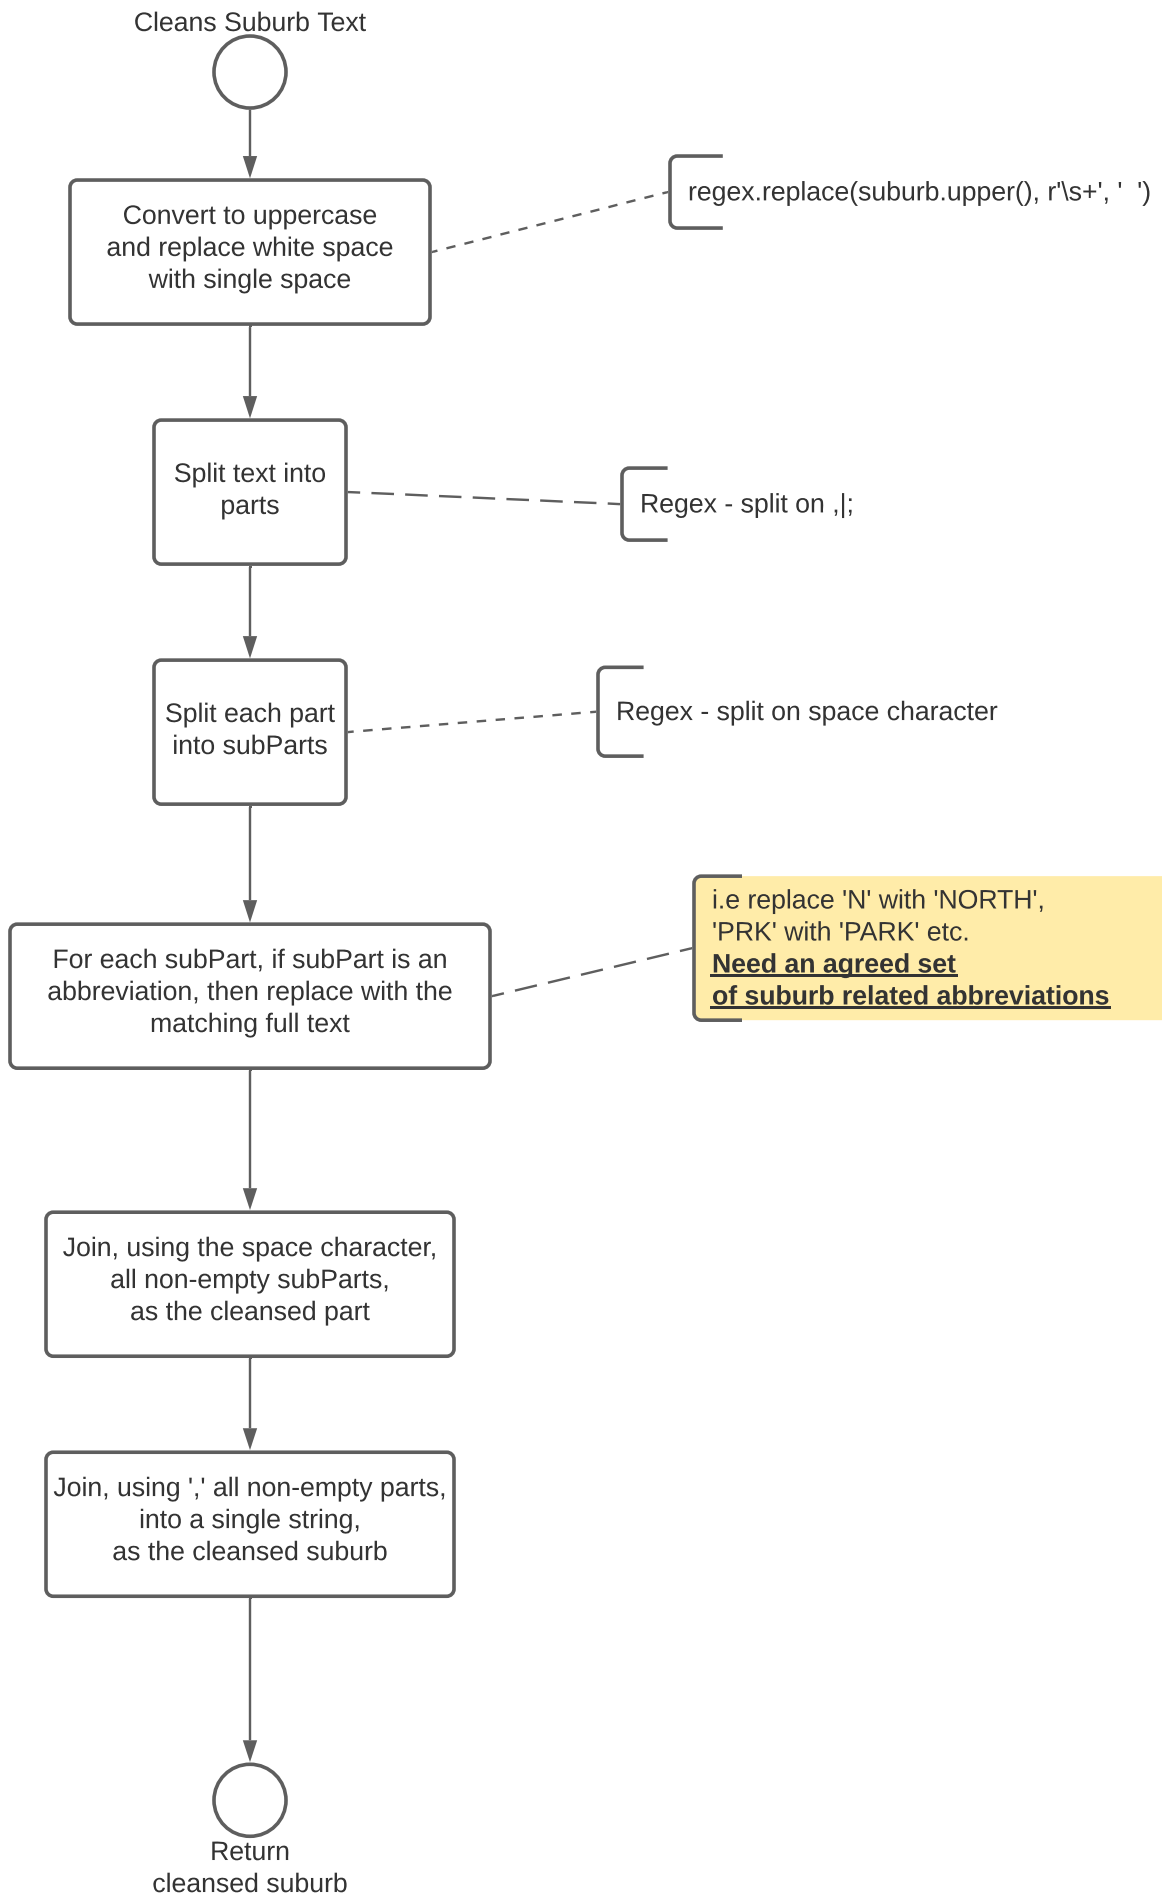 Cleans Suburb Text
Convert to uppercase
and replace white space
with single space
regex.replace(suburb.upper(), r'\s+', '  ')
Split text into
parts
Regex - split on ,|;
Split each part
into subParts
Regex - split on space character
For each subPart, if subPart is an
abbreviation, then replace with the
matching full text
i.e replace 'N' with 'NORTH',
'PRK' with 'PARK' etc.
Need an agreed set
of suburb related abbreviations
Join, using the space character,
all non-empty subParts,
as the cleansed part
Join, using ',' all non-empty parts,
into a single string,
as the cleansed suburb
Return
cleansed suburb